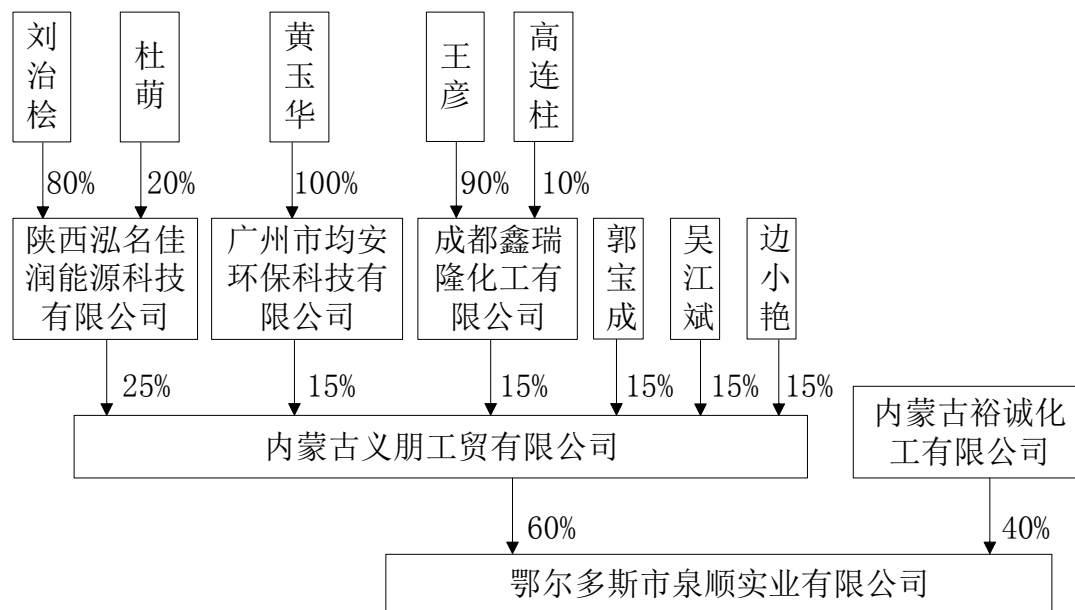 刘治桧
杜萌
黄玉华
王彦
高连柱
80%
20%
100%
90%
10%
陕西泓名佳
润能源科技
有限公司
广州市均安
环保科技有
限公司
成都鑫瑞
隆化工有
限公司
郭宝成
吴江斌
边小艳
25%
15%
15%
15%
15%
15%
内蒙古义朋工贸有限公司
内蒙古裕诚化
工有限公司
60%
40%
鄂尔多斯市泉顺实业有限公司